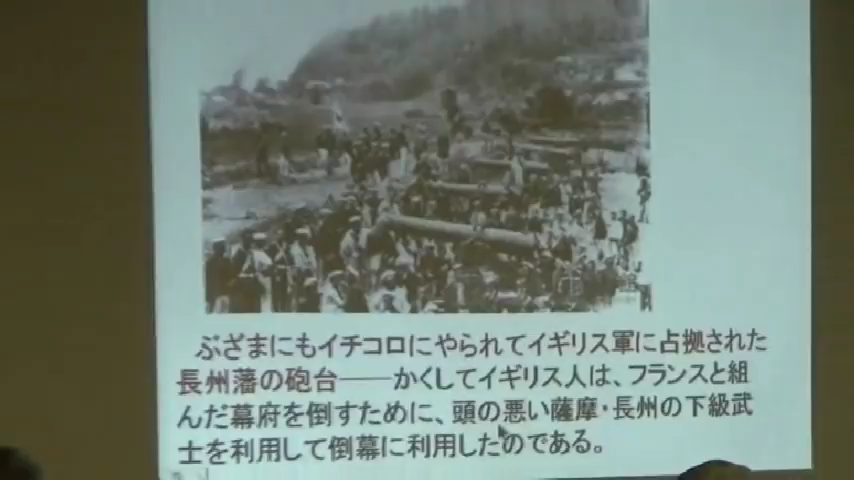 ぶざまにもイチコロにやられてイギリス軍に占拠された
長州藩の砲台――かくしてイギリス人は、フランスと組
んだ幕府を倒すために、頭の悪い薩摩・長州の下級武
士を利用して倒幕に利用したのである。